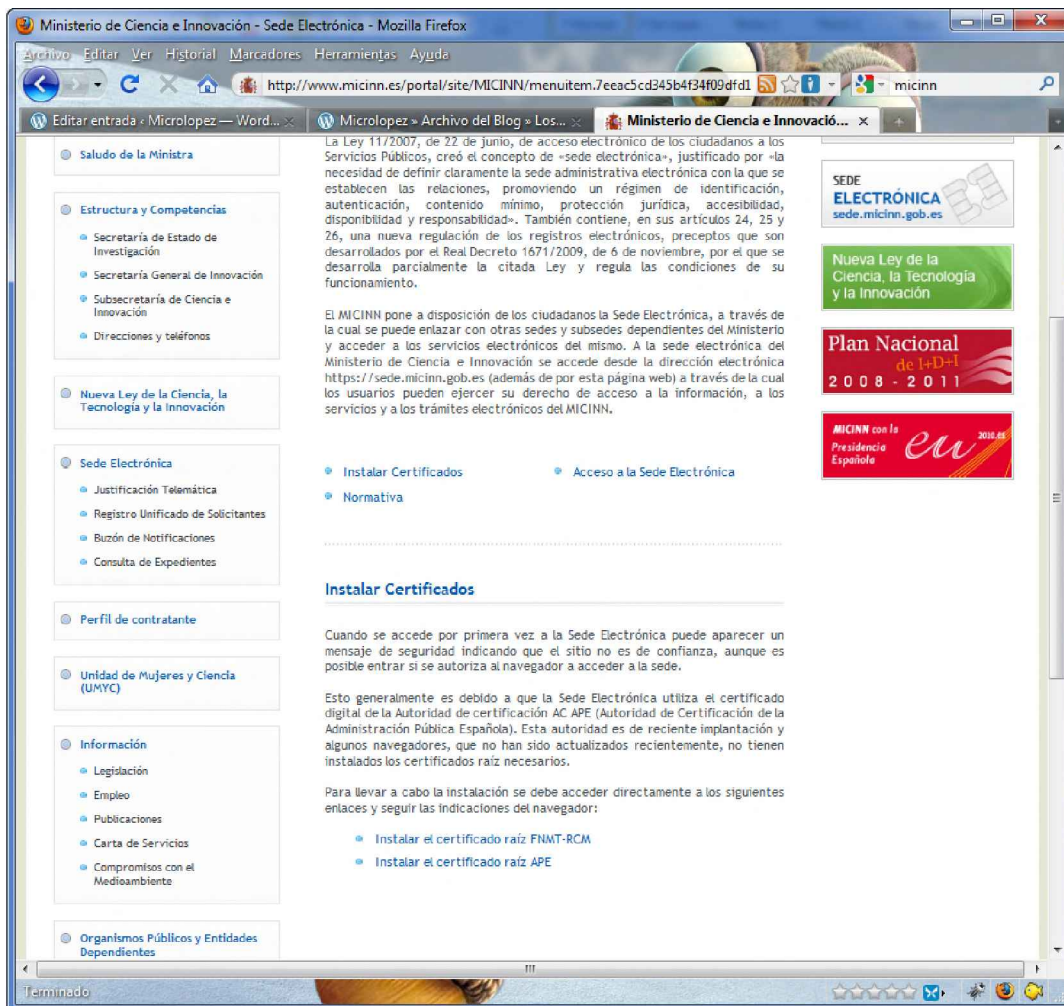 Ministerio de Ciencia e Innovación - Sede Electrónica - Mozilla Firefox
Archivo Editar Ver Historial Marcadores Herramientas Ayuda
http://www.micinn.es/portal/site/MICINN/menuitem.7eeac5cd345b4f34f09dfd1
micinn
Editar entrada ‹ Microlopez — Word...
Microlopez » Archivo del Blog » Los...
Ministerio de Ciencia e Innovació...
Saludo de la Ministra
Estructura y Competencias
Secretaría de Estado de
Investigación
Secretaría General de Innovación
Subsecretaría de Ciencia e
Innovación
Direcciones y teléfonos
Nueva Ley de la Ciencia, la
Tecnología y la Innovación
Sede Electrónica
Justificación Telemática
Registro Unificado de Solicitantes
Buzón de Notificaciones
Consulta de Expedientes
Perfil de contratante
Unidad de Mujeres y Ciencia
(UMYC)
Información
Legislación
Empleo
Publicaciones
Carta de Servicios
Compromisos con el
Medioambiente
Organismos Públicos y Entidades
Dependientes
La Ley 11/2007, de 22 de junio, de acceso electrónico de los ciudadanos a los
Servicios Públicos, creó el concepto de «sede electrónica», justificado por «la
necesidad de definir claramente la sede administrativa electrónica con la que se
establecen las relaciones, promoviendo un régimen de identificación,
autenticación, contenido mínimo, protección jurídica, accesibilidad,
disponibilidad y responsabilidad». También contiene, en sus artículos 24, 25 y
26, una nueva regulación de los registros electrónicos, preceptos que son
desarrollados por el Real Decreto 1671/2009, de 6 de noviembre, por el que se
desarrolla parcialmente la citada Ley y regula las condiciones de su
funcionamiento.
El MICINN pone a disposición de los ciudadanos la Sede Electrónica, a través de
la cual se puede enlazar con otras sedes y subsedes dependientes del Ministerio
y acceder a los servicios electrónicos del mismo. A la sede electrónica del
Ministerio de Ciencia e Innovación se accede desde la dirección electrónica
https://sede.micinn.gob.es (además de por esta página web) a través de la cual
los usuarios pueden ejercer su derecho de acceso a la información, a los
servicios y a los trámites electrónicos del MICINN.
Instalar Certificados
Acceso a la Sede Electrónica
Normativa
Instalar Certificados
Cuando se accede por primera vez a la Sede Electrónica puede aparecer un
mensaje de seguridad indicando que el sitio no es de confianza, aunque es
posible entrar si se autoriza al navegador a acceder a la sede.
Esto generalmente es debido a que la Sede Electrónica utiliza el certificado
digital de la Autoridad de certificación AC APE (Autoridad de Certificación de la
Administración Pública Española). Esta autoridad es de reciente implantación y
algunos navegadores, que no han sido actualizados recientemente, no tienen
instalados los certificados raíz necesarios.
Para llevar a cabo la instalación se debe acceder directamente a los siguientes
enlaces y seguir las indicaciones del navegador:
Instalar el certificado raíz FNMT-RCM
Instalar el certificado raíz APE
SEDE
ELECTRÓNICA
sede.micinn.gob.es
Nueva Ley de la
Ciencia, la Tecnología
y la Innovación
Plan Nacional
de I+D+I
2008 - 2011
MICINN con la
Presidencia
Española
eu 2010.es
Terminado